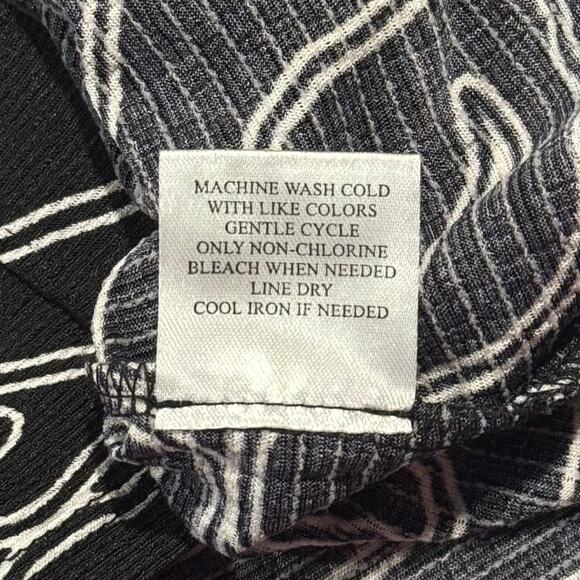 MACHINE WASH COLD
WITH LIKE COLORS
GENTLE CYCLE
ONLY NON-CHLORINE
BLEACH WHEN NEEDED
LINE DRY
COOL IRON IF NEEDED